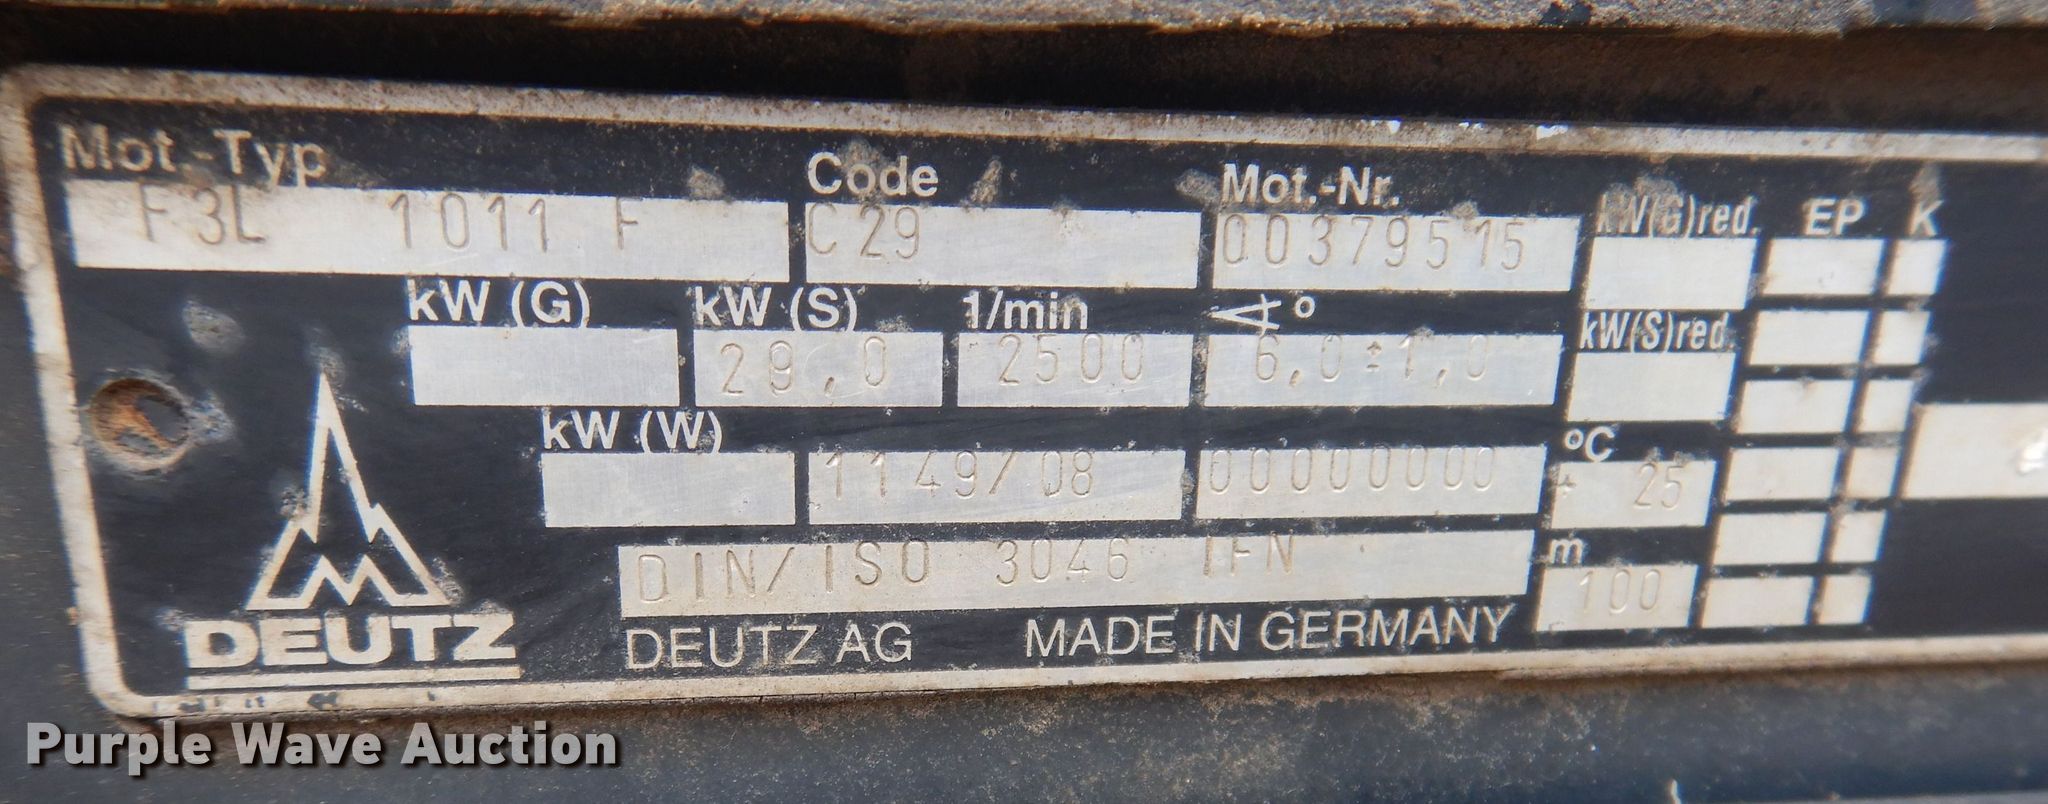 Mot.-Typ Code Mot.-Nr. kW(G)red. EP K
F3L 1011 F C29 00379515
kW (G) kW (S) 1/min ∢° kW(S)red.
29,0 2500 6,0±1,0
kW (W) °C
1149/08 00000000 + 25
DIN/ISO 3046 IFN m
100
DEUTZ
DEUTZ AG MADE IN GERMANY
Purple Wave Auction